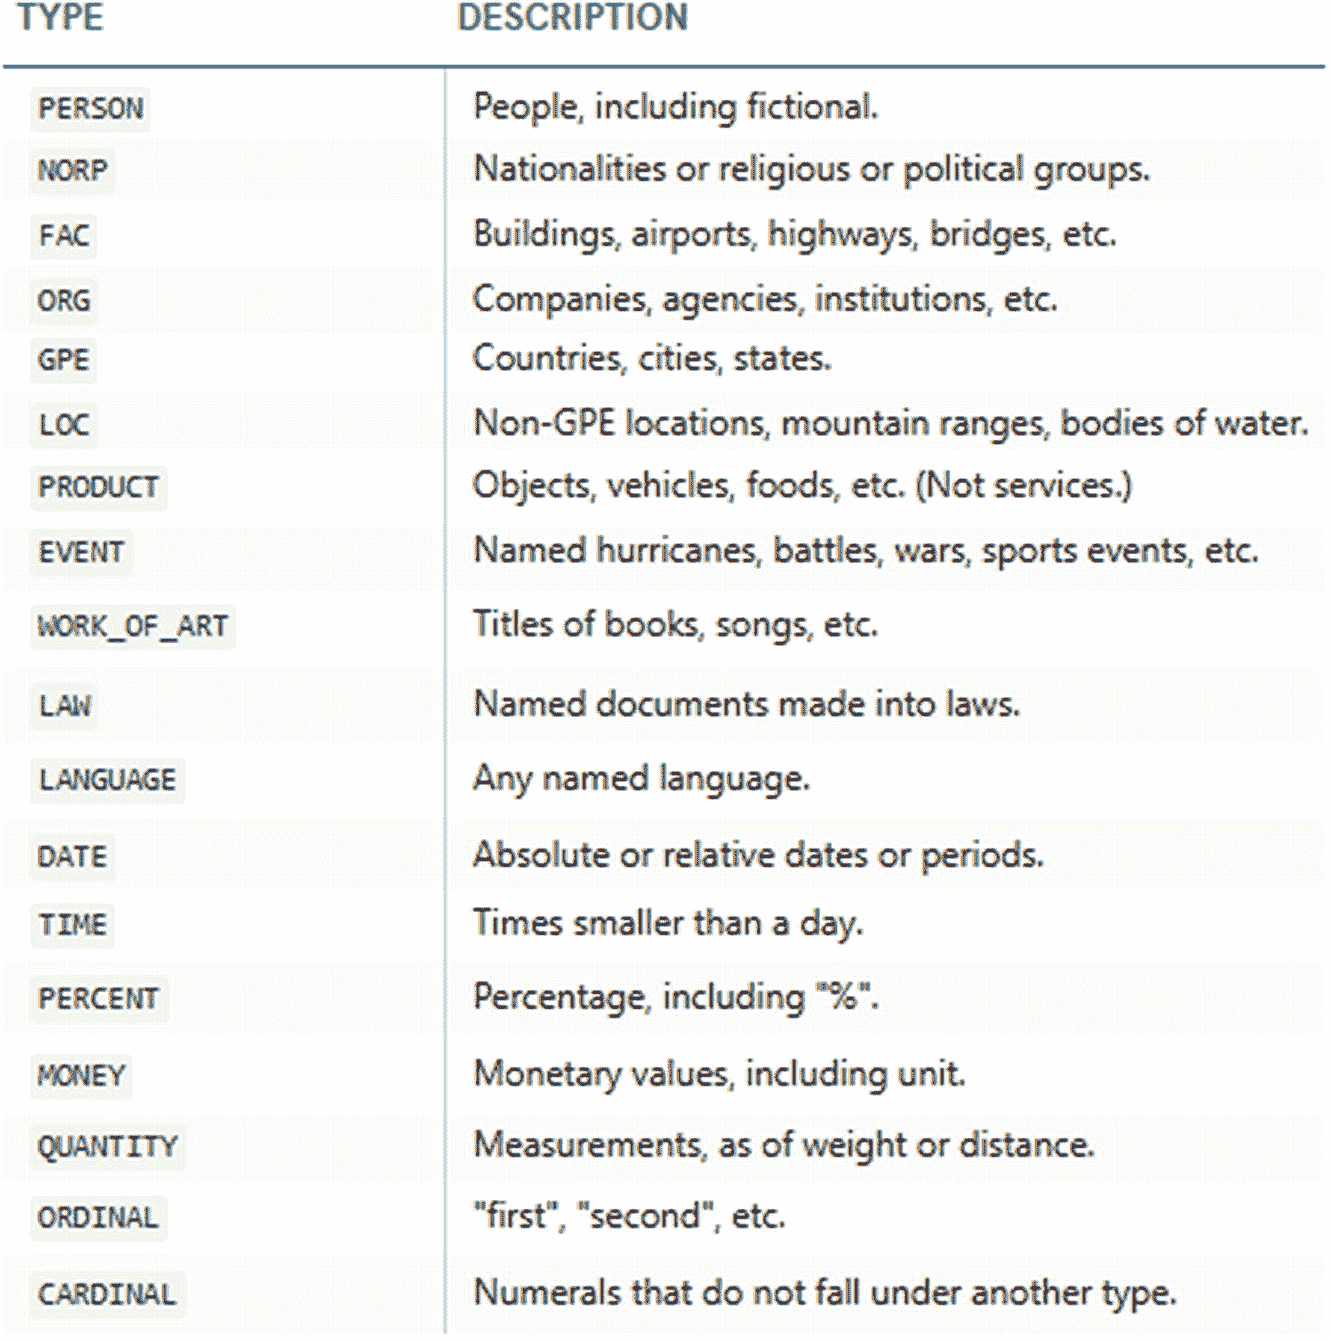 TYPE DESCRIPTION
PERSON People, including fictional.
NORP Nationalities or religious or political groups.
FAC Buildings, airports, highways, bridges, etc.
ORG Companies, agencies, institutions, etc.
GPE Countries, cities, states.
LOC Non-GPE locations, mountain ranges, bodies of water.
PRODUCT Objects, vehicles, foods, etc. (Not services.)
EVENT Named hurricanes, battles, wars, sports events, etc.
WORK_OF_ART Titles of books, songs, etc.
LAW Named documents made into laws.
LANGUAGE Any named language.
DATE Absolute or relative dates or periods.
TIME Times smaller than a day.
PERCENT Percentage, including "%".
MONEY Monetary values, including unit.
QUANTITY Measurements, as of weight or distance.
ORDINAL "first", "second", etc.
CARDINAL Numerals that do not fall under another type.